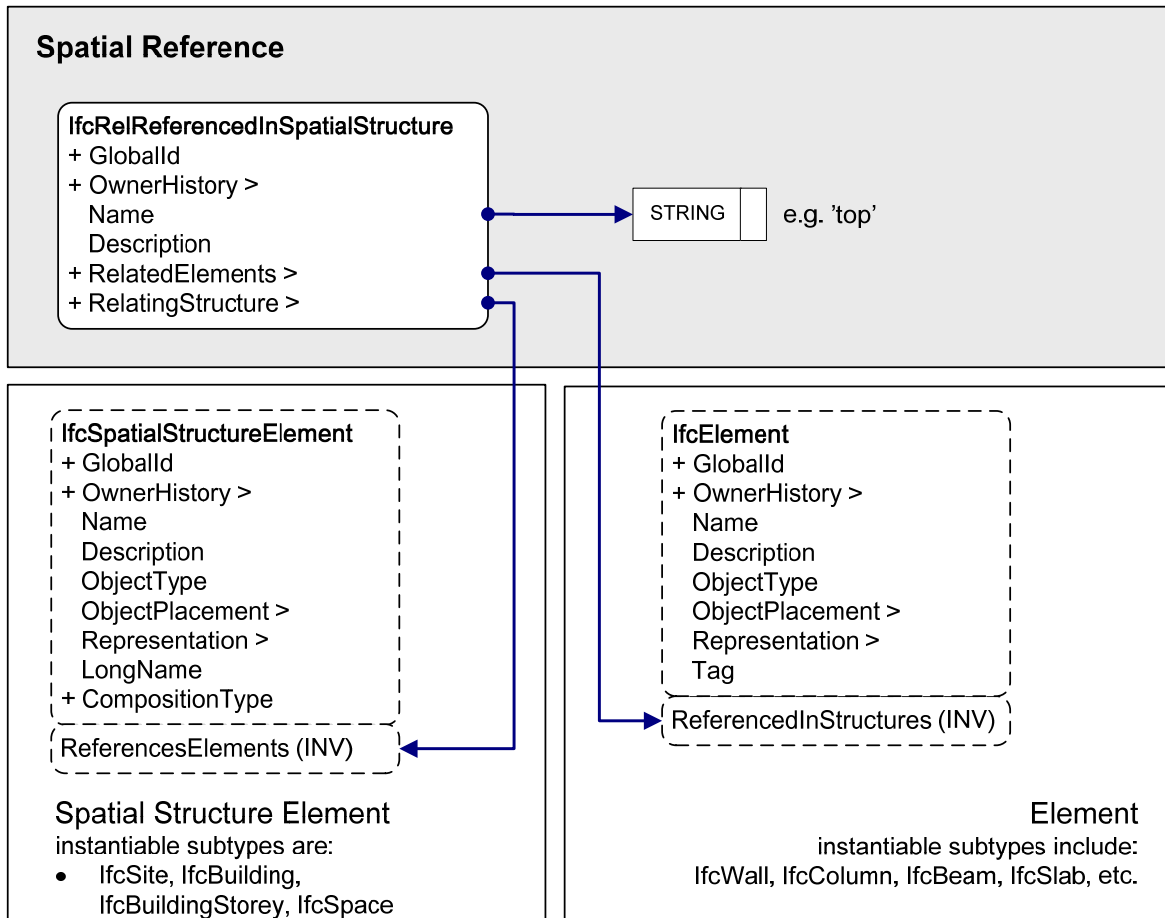 Spatial Reference
IfcRelReferencedInSpatialStructure
+ GlobalId
+ OwnerHistory >
Name
Description
+ RelatedElements >
+ RelatingStructure >
STRING
e.g. 'top'
IfcSpatialStructureElement
+ GlobalId
+ OwnerHistory >
Name
Description
ObjectType
ObjectPlacement >
Representation >
LongName
+ CompositionType
ReferencesElements (INV)
Spatial Structure Element
instantiable subtypes are:
• IfcSite, IfcBuilding,
IfcBuildingStorey, IfcSpace
IfcElement
+ GlobalId
+ OwnerHistory >
Name
Description
ObjectType
ObjectPlacement >
Representation >
Tag
ReferencedInStructures (INV)
Element
instantiable subtypes include:
IfcWall, IfcColumn, IfcBeam, IfcSlab, etc.